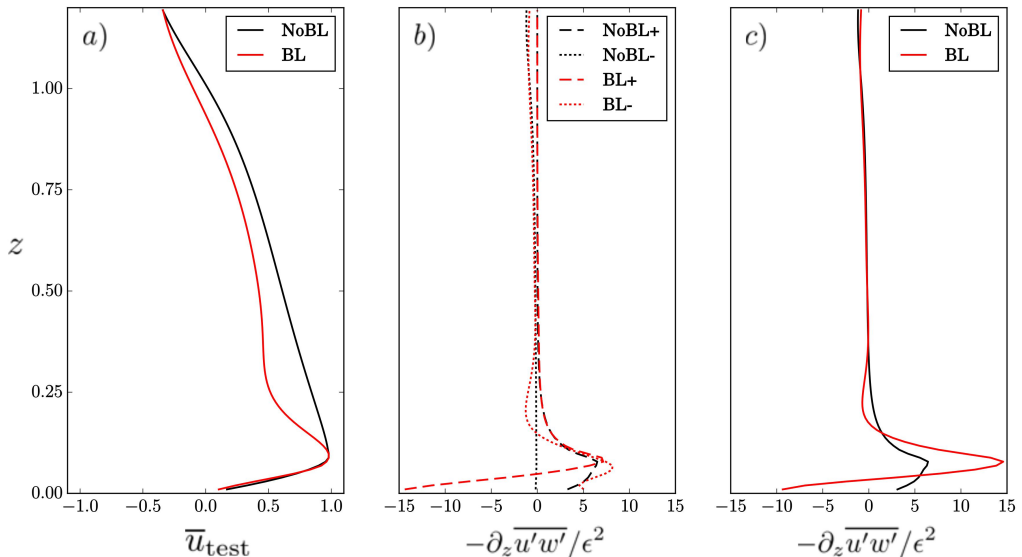 a)
NoBL
BL
b)
NoBL+
NoBL-
BL+
BL-
c)
NoBL
BL
z
1.00
0.75
0.50
0.25
0.00
−1.0 −0.5 0.0 0.5 1.0
−15 −10 −5 0 5 10 15
−15 −10 −5 0 5 10 15
u̅_test
−∂_z \overline{u′w′}/ϵ²
−∂_z \overline{u′w′}/ϵ²